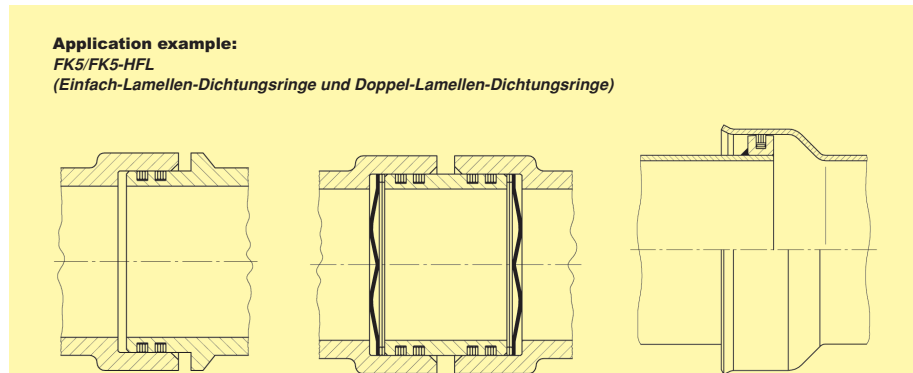 Application example:
FK5/FK5-HFL
(Einfach-Lamellen-Dichtungsringe und Doppel-Lamellen-Dichtungsringe)